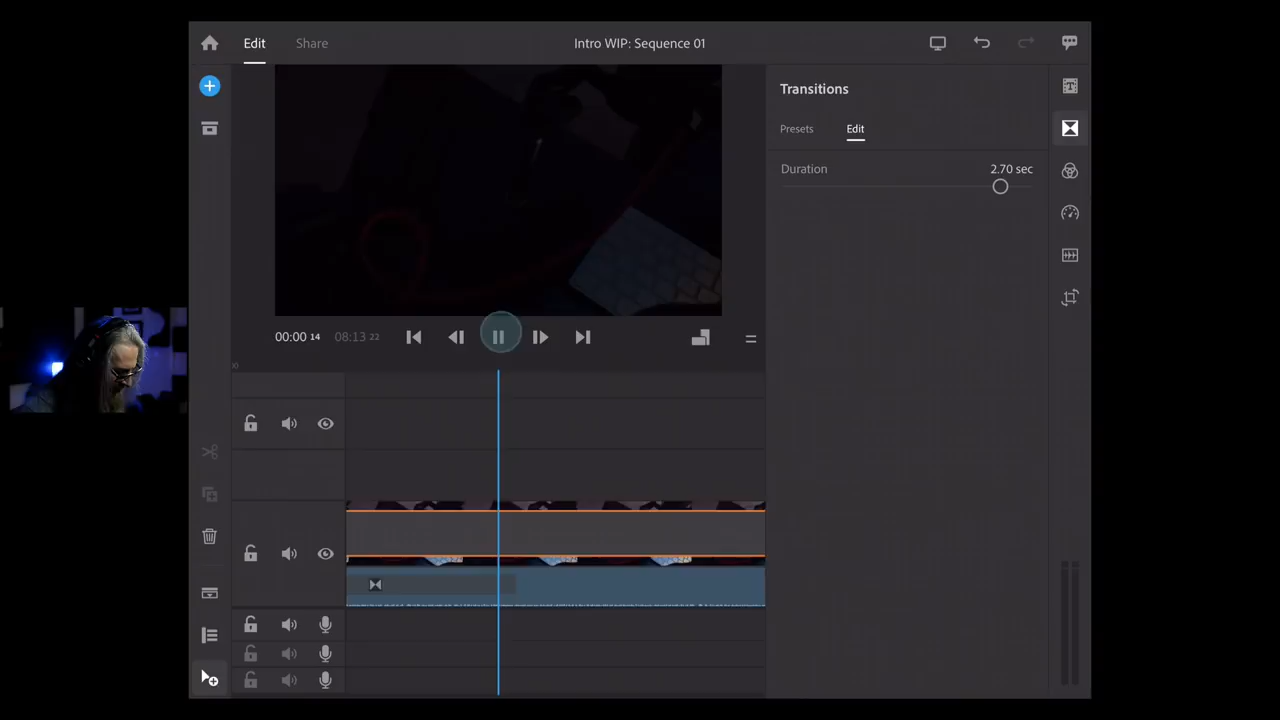 Edit
Share
Intro WIP: Sequence 01
Transitions
Presets
Edit
Duration
2.70 sec
00:00 14
08:13 22